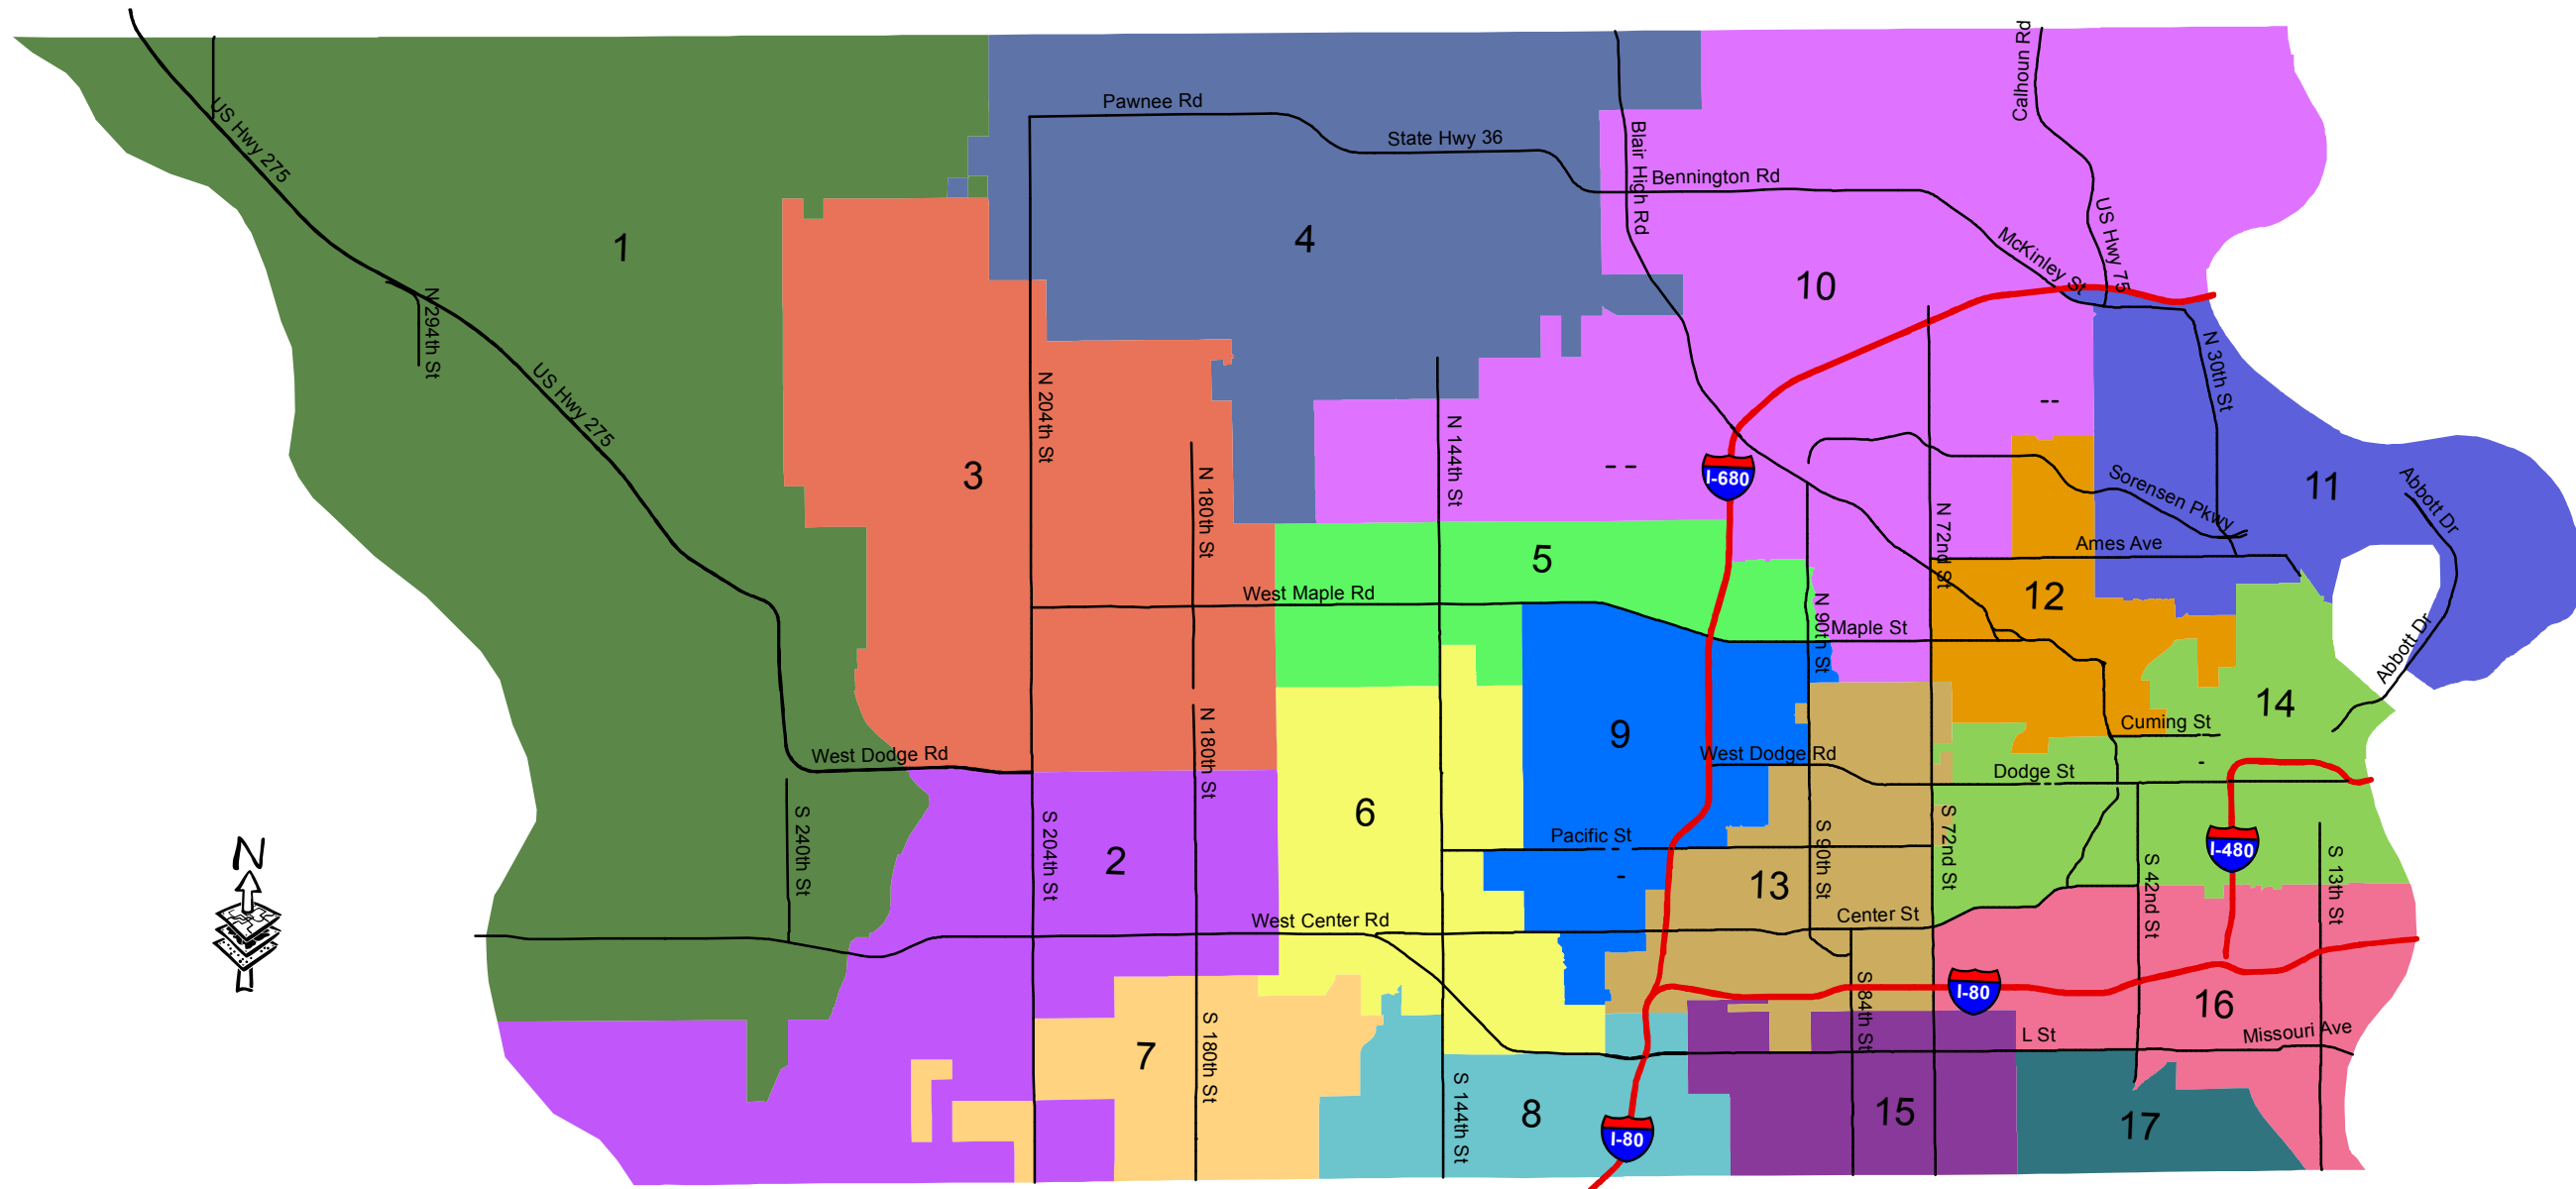 Calhoun Rd
Pawnee Rd
State Hwy 36
Blair High Rd
Bennington Rd
US Hwy 275
US Hwy 75
McKinley St
1
4
10
N 294th St
N 30th St
US Hwy 275
N 204th St
--
N 144th St
3
N 180th St
- -
I-680
Sorensen Pkwy
11
Abbott Dr
N 72nd St
Ames Ave
5
West Maple Rd
N 90th St
12
Maple St
Abbott Dr
14
Cuming St
9
N 180th St
West Dodge Rd
West Dodge Rd
Dodge St
-
6
S 240th St
S 204th St
Pacific St
S 90th St
S 72nd St
I-480
N
2
-
13
S 42nd St
S 13th St
West Center Rd
Center St
S 84th St
I-80
16
7
S 180th St
L St
Missouri Ave
S 144th St
8
I-80
15
17